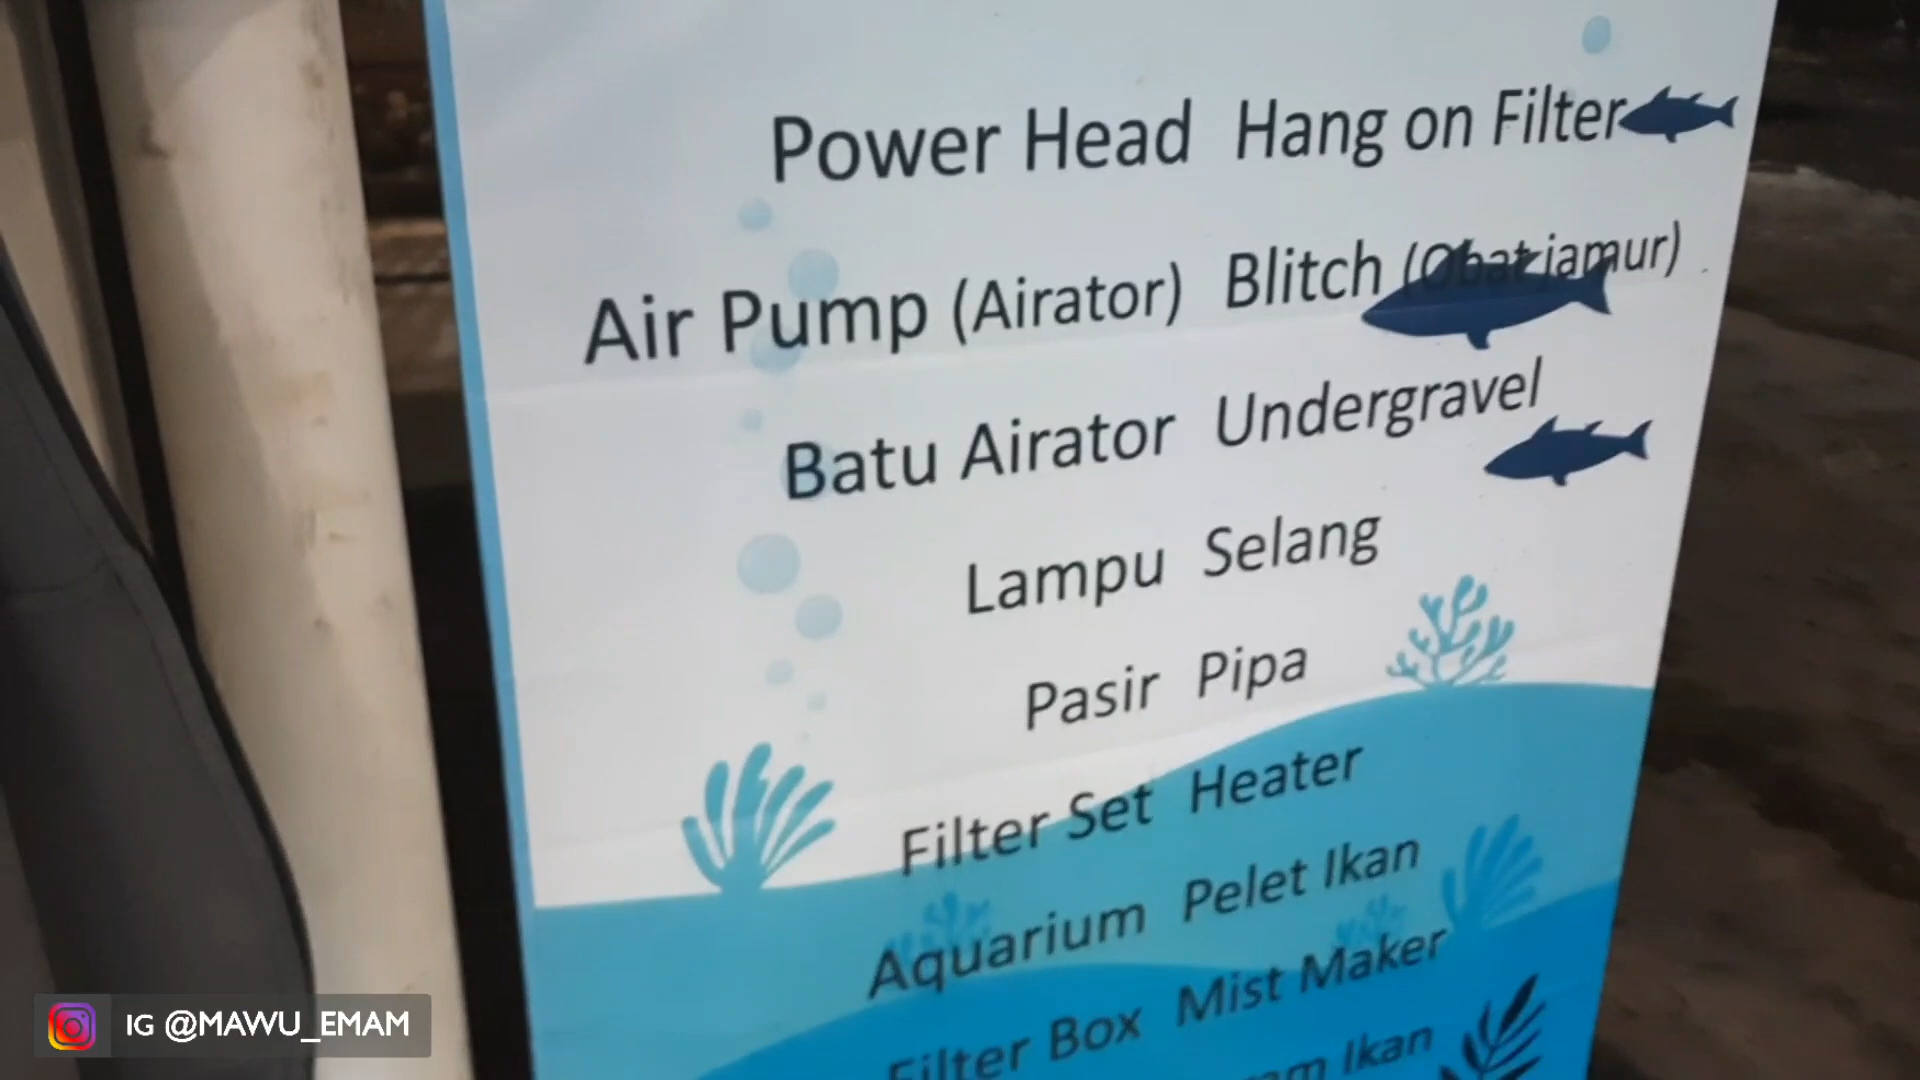 Power Head Hang on Filter
Air Pump (Airator) Blitch (Obat jamur)
Batu Airator Undergravel
Lampu Selang
Pasir Pipa
Filter Set Heater
Aquarium Pelet Ikan
Filter Box Mist Maker
Ikan
IG @MAWU_EMAM